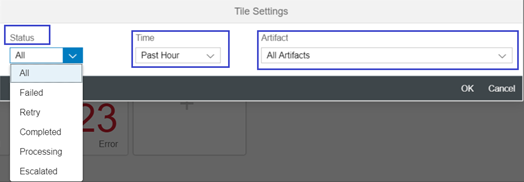 Tile Settings
Status
Time
Artifact
All
Past Hour
All Artifacts
All
Failed
Retry
Completed
Processing
Escalated
OK
Cancel
23
Error
+